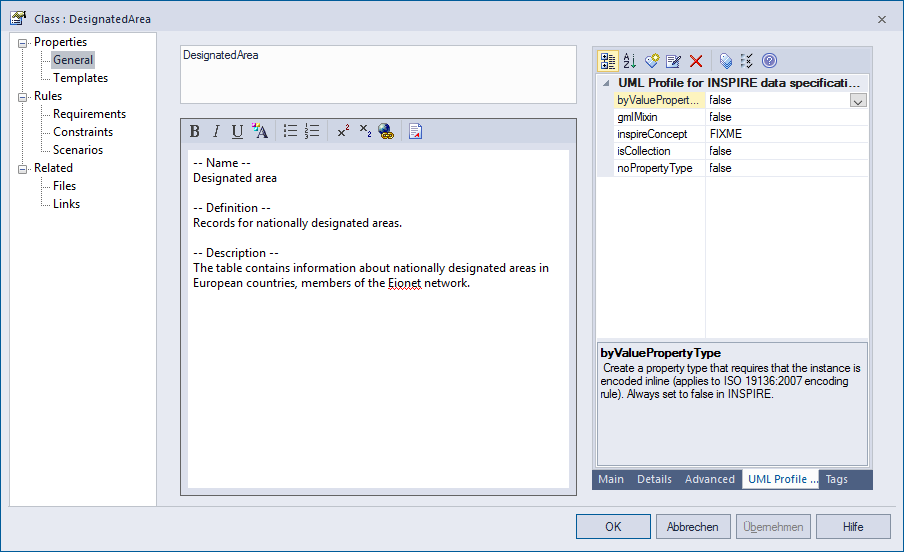 Class : DesignatedArea
Properties
General
Templates
Rules
Requirements
Constraints
Scenarios
Related
Files
Links
DesignatedArea
B I U A x² x₂
-- Name --
Designated area
-- Definition --
Records for nationally designated areas.
-- Description --
The table contains information about nationally designated areas in
European countries, members of the Eionet network.
UML Profile for INSPIRE data specificati...
byValuePropert... false
gmlMixin false
inspireConcept FIXME
isCollection false
noPropertyType false
byValuePropertyType
Create a property type that requires that the instance is
encoded inline (applies to ISO 19136:2007 encoding
rule). Always set to false in INSPIRE.
Main Details Advanced UML Profile ... Tags
OK Abbrechen Übernehmen Hilfe